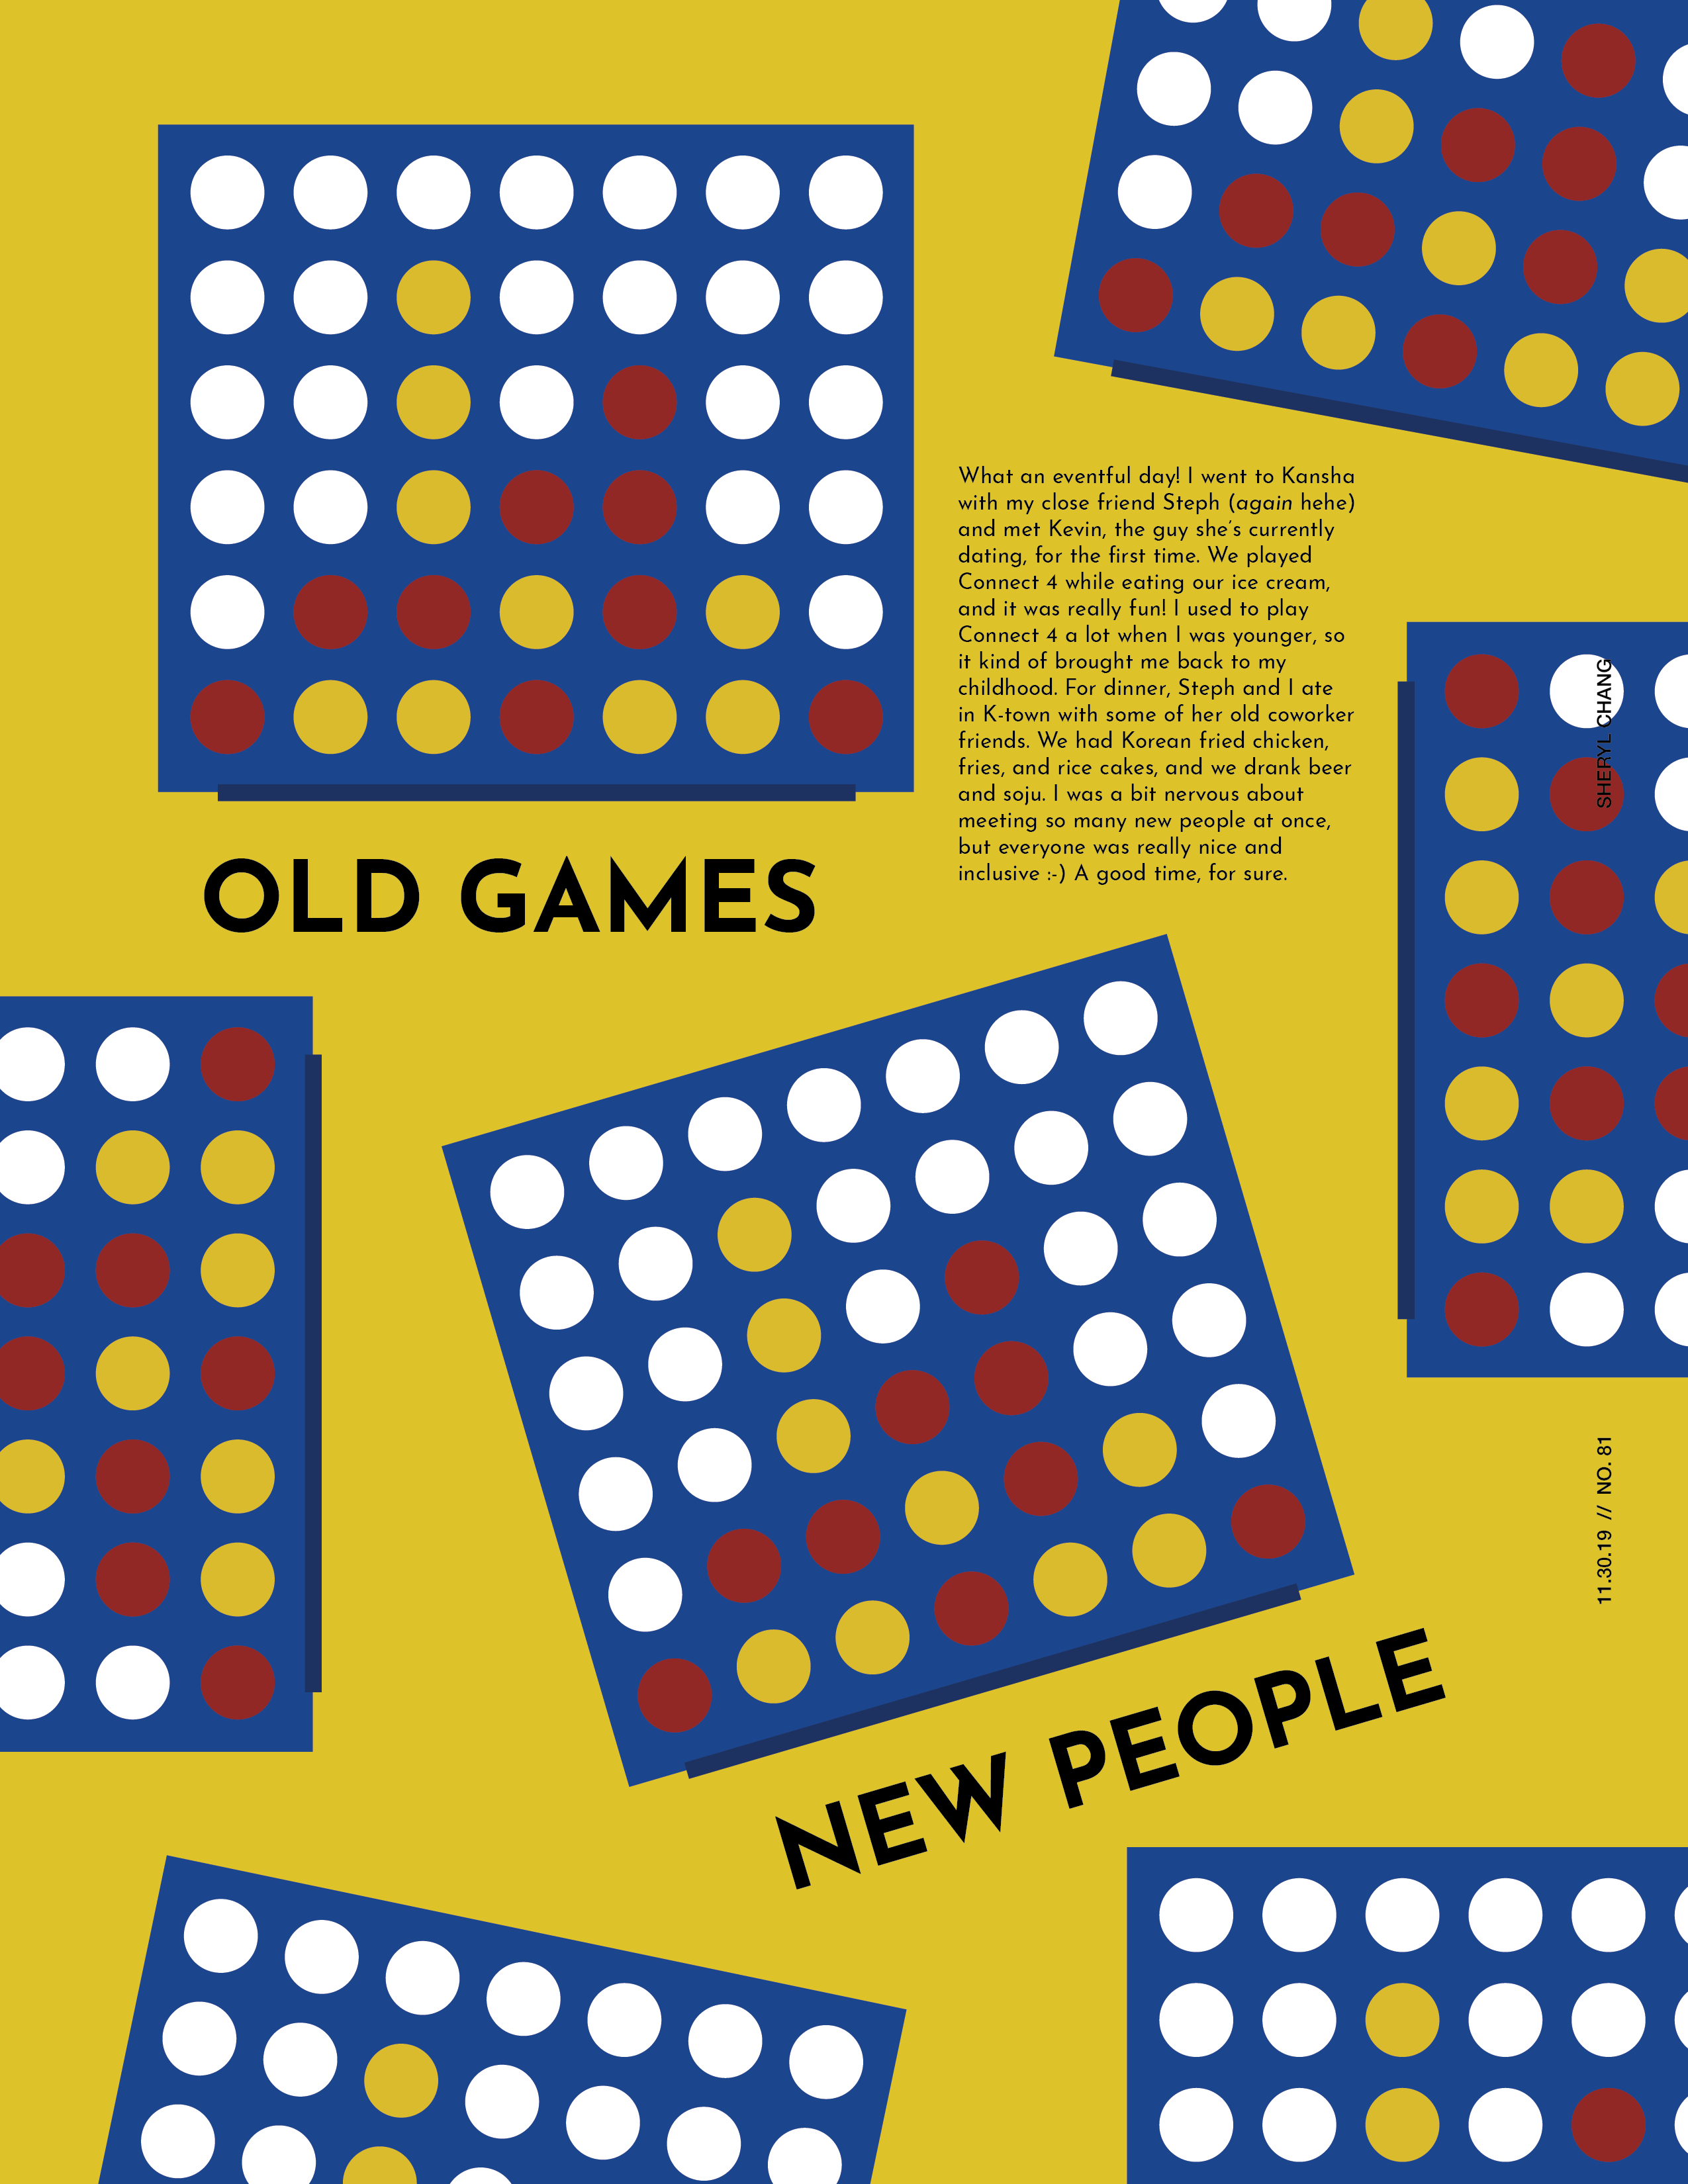 What an eventful day! I went to Kansha
with my close friend Steph (again hehe)
and met Kevin, the guy she's currently
dating, for the first time. We played
Connect 4 while eating our ice cream,
and it was really fun! I used to play
Connect 4 a lot when I was younger, so
it kind of brought me back to my
childhood. For dinner, Steph and I ate
in K-town with some of her old coworker
friends. We had Korean fried chicken,
fries, and rice cakes, and we drank beer
and soju. I was a bit nervous about
meeting so many new people at once,
but everyone was really nice and
inclusive :-) A good time, for sure.
SHERYL CHANG
OLD GAMES
11.30.19 // NO. 81
NEW PEOPLE